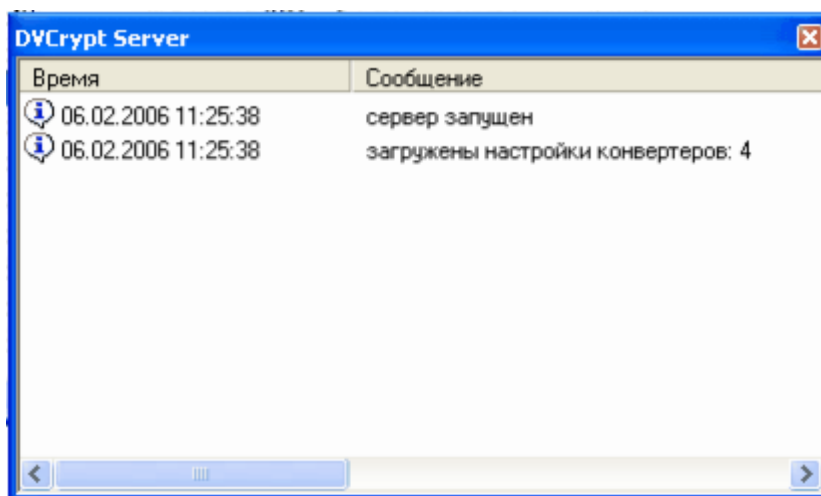 DVCrypt Server
Время Сообщение
06.02.2006 11:25:38 сервер запущен
06.02.2006 11:25:38 загружены настройки конвертеров: 4